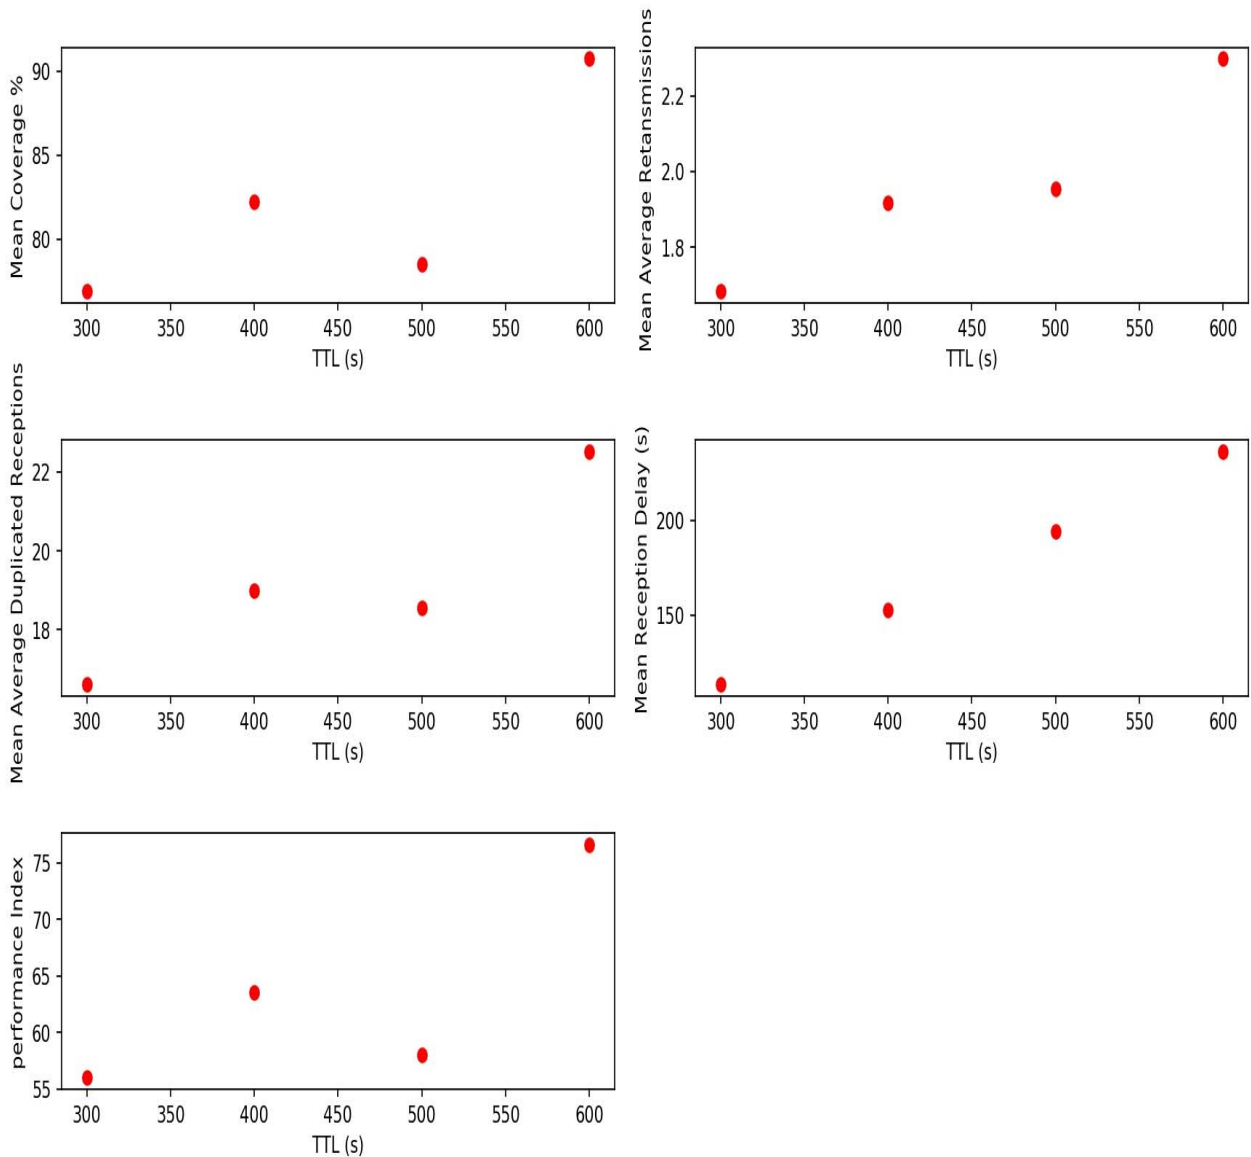 Mean Coverage %
90
85
80
300 350 400 450 500 550 600
TTL (s)
Mean Average Retansmissions
2.2
2.0
1.8
300 350 400 450 500 550 600
TTL (s)
Mean Average Duplicated Receptions
22
20
18
300 350 400 450 500 550 600
TTL (s)
Mean Reception Delay (s)
200
150
300 350 400 450 500 550 600
TTL (s)
performance Index
75
70
65
60
55
300 350 400 450 500 550 600
TTL (s)